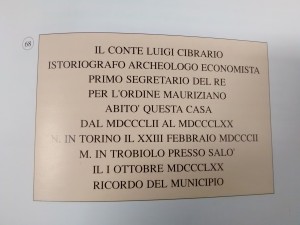 68
IL CONTE LUIGI CIBRARIO
ISTORIOGRAFO ARCHEOLOGO ECONOMISTA
PRIMO SEGRETARIO DEL RE
PER L'ORDINE MAURIZIANO
ABITO' QUESTA CASA
DAL MDCCCLII AL MDCCCLXX
N. IN TORINO IL XXIII FEBBRAIO MDCCCII
M. IN TROBIOLO PRESSO SALO'
IL I OTTOBRE MDCCCLXX
RICORDO DEL MUNICIPIO